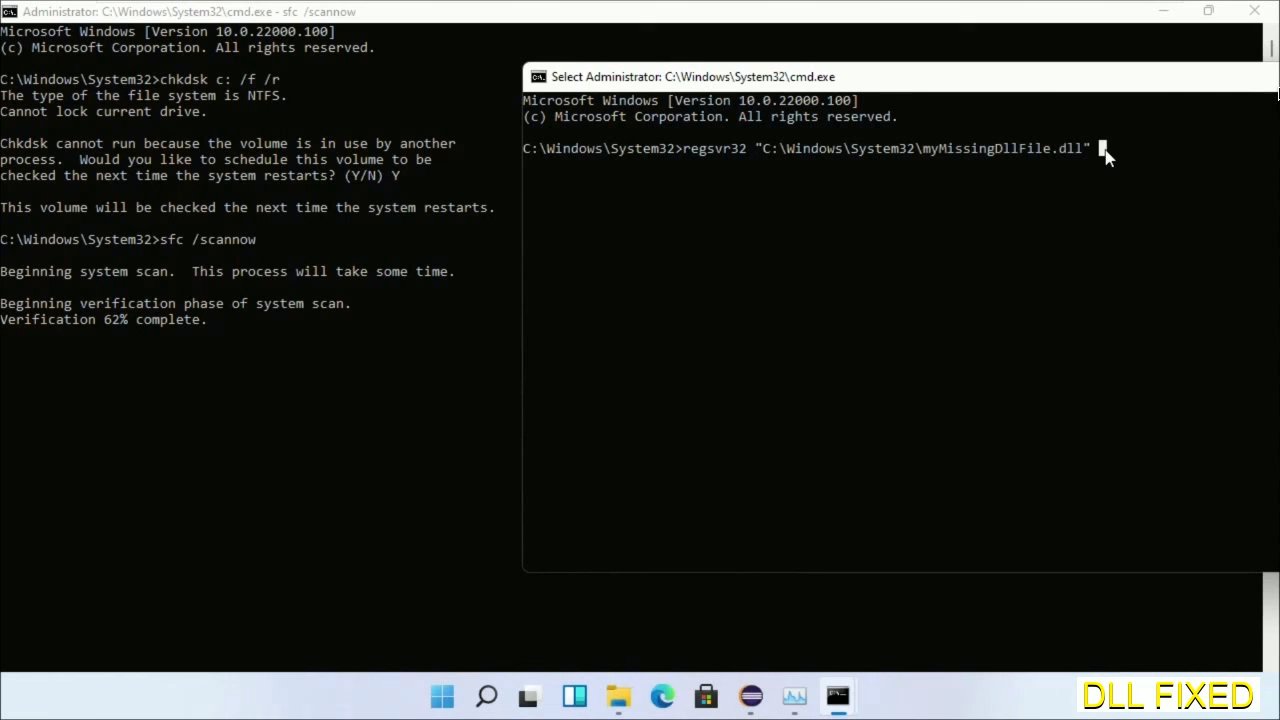 Administrator: C:\Windows\System32\cmd.exe - sfc /scannow
Microsoft Windows [Version 10.0.22000.100]
(c) Microsoft Corporation. All rights reserved.
C:\Windows\System32>chkdsk c: /f /r
The type of the file system is NTFS.
Cannot lock current drive.
Chkdsk cannot run because the volume is in use by another
process.  Would you like to schedule this volume to be
checked the next time the system restarts? (Y/N) Y
This volume will be checked the next time the system restarts.
C:\Windows\System32>sfc /scannow
Beginning system scan.  This process will take some time.
Beginning verification phase of system scan.
Verification 62% complete.
Select Administrator: C:\Windows\System32\cmd.exe
Microsoft Windows [Version 10.0.22000.100]
(c) Microsoft Corporation. All rights reserved.
C:\Windows\System32>regsvr32 "C:\Windows\System32\myMissingDllFile.dll"
DLL FIXED